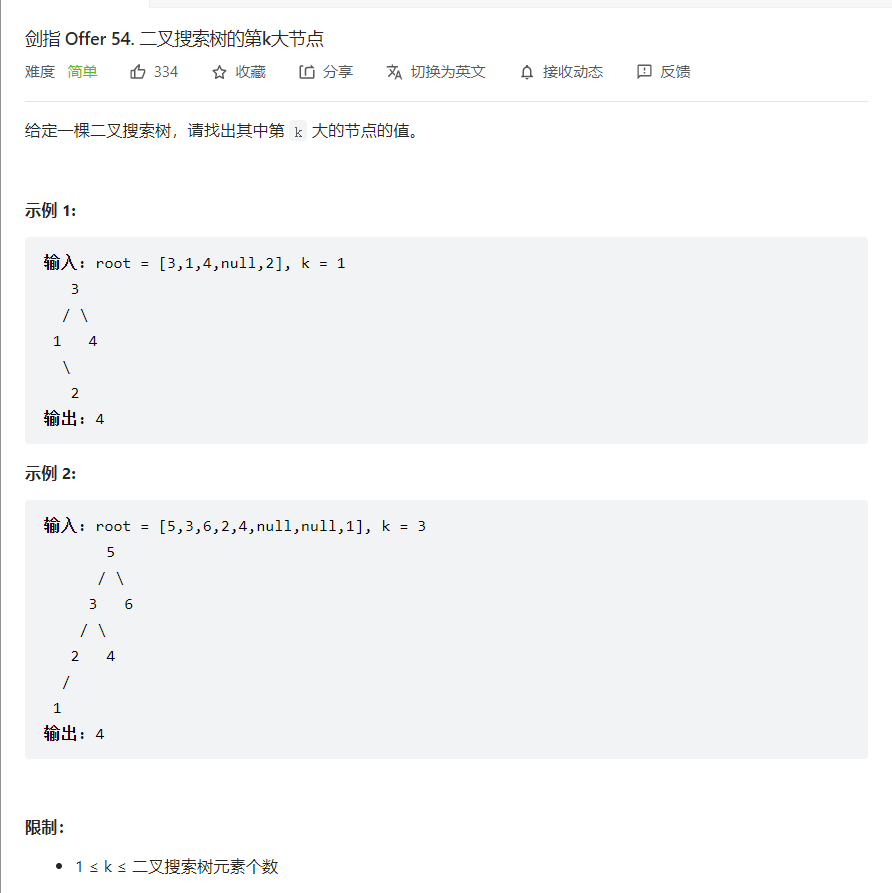 剑指 Offer 54. 二叉搜索树的第k大节点
难度 简单 334 收藏 分享 切换为英文 接收动态 反馈
给定一棵二叉搜索树，请找出其中第 k 大的节点的值。
示例 1:
输入: root = [3,1,4,null,2], k = 1
   3
  / \
 1   4
  \
   2
输出: 4
示例 2:
输入: root = [5,3,6,2,4,null,null,1], k = 3
       5
      / \
     3   6
    / \
   2   4
  /
 1
输出: 4
限制：
• 1 ≤ k ≤ 二叉搜索树元素个数